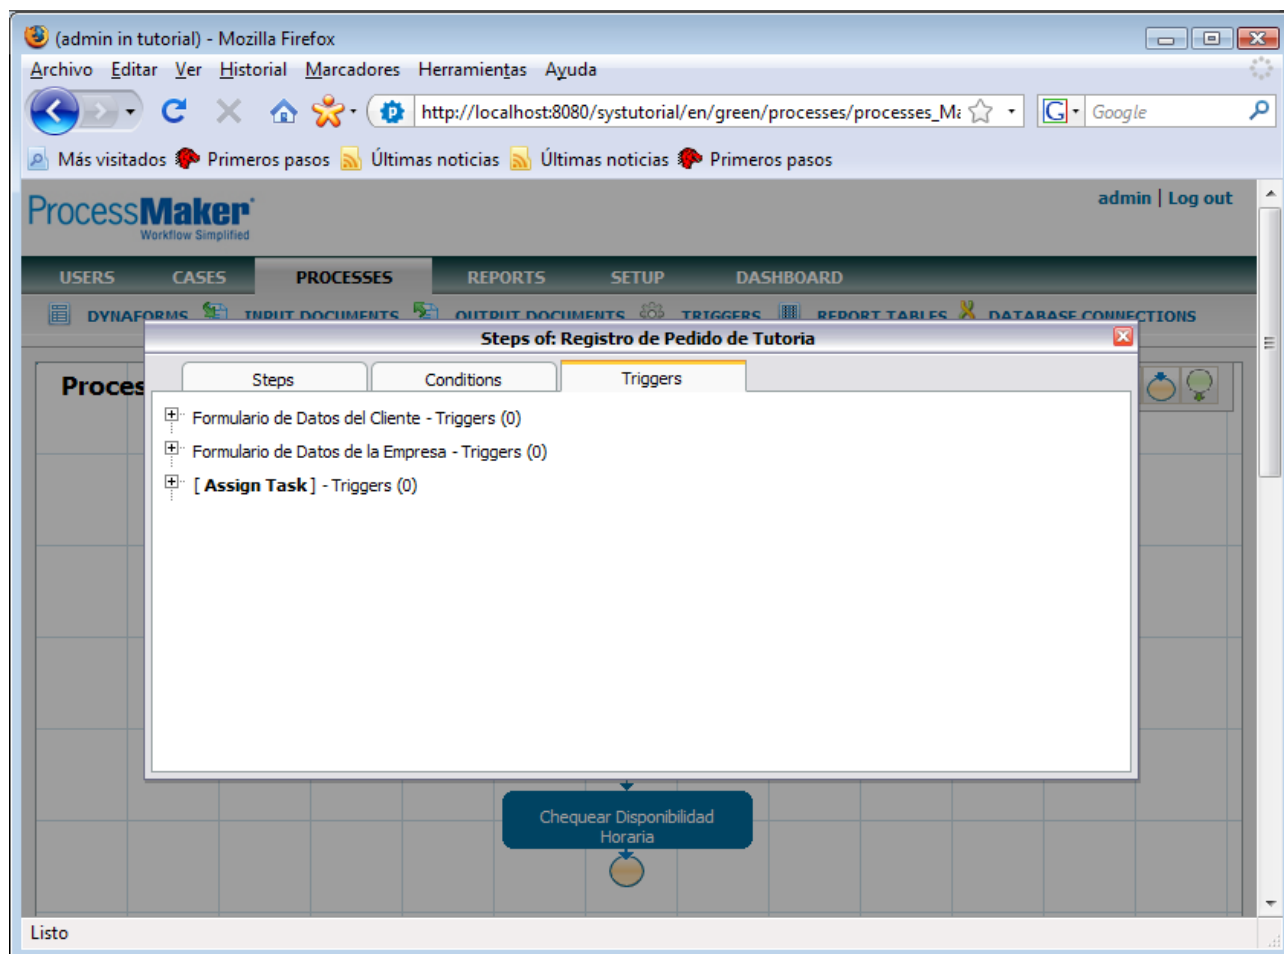 (admin in tutorial) - Mozilla Firefox
Archivo Editar Ver Historial Marcadores Herramientas Ayuda
http://localhost:8080/systutorial/en/green/processes/processes_Ma
G Google
Más visitados Primeros pasos Últimas noticias Últimas noticias Primeros pasos
ProcessMaker
Workflow Simplified
admin | Log out
USERS CASES PROCESSES REPORTS SETUP DASHBOARD
DYNAFORMS INPUT DOCUMENTS OUTPUT DOCUMENTS TRIGGERS REPORT TABLES DATABASE CONNECTIONS
Steps of: Registro de Pedido de Tutoria
Proces
Steps Conditions Triggers
Formulario de Datos del Cliente - Triggers (0)
Formulario de Datos de la Empresa - Triggers (0)
[ Assign Task ] - Triggers (0)
Chequear Disponibilidad
Horaria
Listo